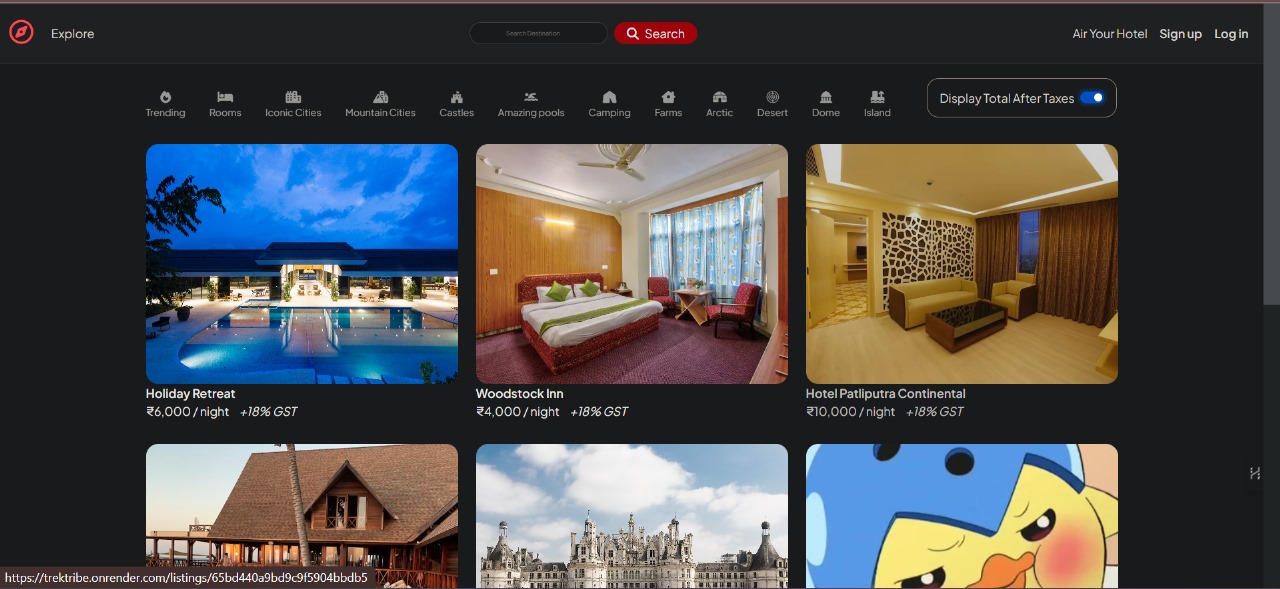 Explore
Search Destination
Search
Air Your Hotel Sign up Log in
Trending Rooms Iconic Cities Mountain Cities Castles Amazing pools Camping Farms Arctic Desert Dome Island
Display Total After Taxes
Holiday Retreat
₹6,000 / night +18% GST
Woodstock Inn
₹4,000 / night +18% GST
Hotel Patliputra Continental
₹10,000 / night +18% GST
https://trektribe.onrender.com/listings/65bd440a9bd9c9f5904bbdb5